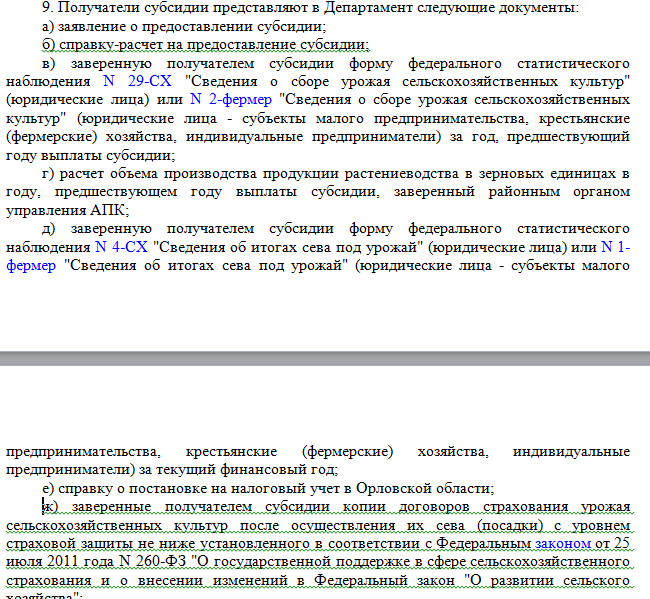 9. Получатели субсидии представляют в Департамент следующие документы:
а) заявление о предоставлении субсидии;
б) справку-расчет на предоставление субсидии;
в) заверенную получателем субсидии форму федерального статистического
наблюдения N 29-СХ "Сведения о сборе урожая сельскохозяйственных культур"
(юридические лица) или N 2-фермер "Сведения о сборе урожая сельскохозяйственных
культур" (юридические лица - субъекты малого предпринимательства, крестьянские
(фермерские) хозяйства, индивидуальные предприниматели) за год, предшествующий
году выплаты субсидии;
г) расчет объема производства продукции растениеводства в зерновых единицах в
году, предшествующем году выплаты субсидии, заверенный районным органом
управления АПК;
д) заверенную получателем субсидии форму федерального статистического
наблюдения N 4-СХ "Сведения об итогах сева под урожай" (юридические лица) или N 1-
фермер "Сведения об итогах сева под урожай" (юридические лица - субъекты малого
предпринимательства, крестьянские (фермерские) хозяйства, индивидуальные
предприниматели) за текущий финансовый год;
е) справку о постановке на налоговый учет в Орловской области;
ж) заверенные получателем субсидии копии договоров страхования урожая
сельскохозяйственных культур после осуществления их сева (посадки) с уровнем
страховой защиты не ниже установленного в соответствии с Федеральным законом от 25
июля 2011 года N 260-ФЗ "О государственной поддержке в сфере сельскохозяйственного
страхования и о внесении изменений в Федеральный закон "О развитии сельского
хозяйства";